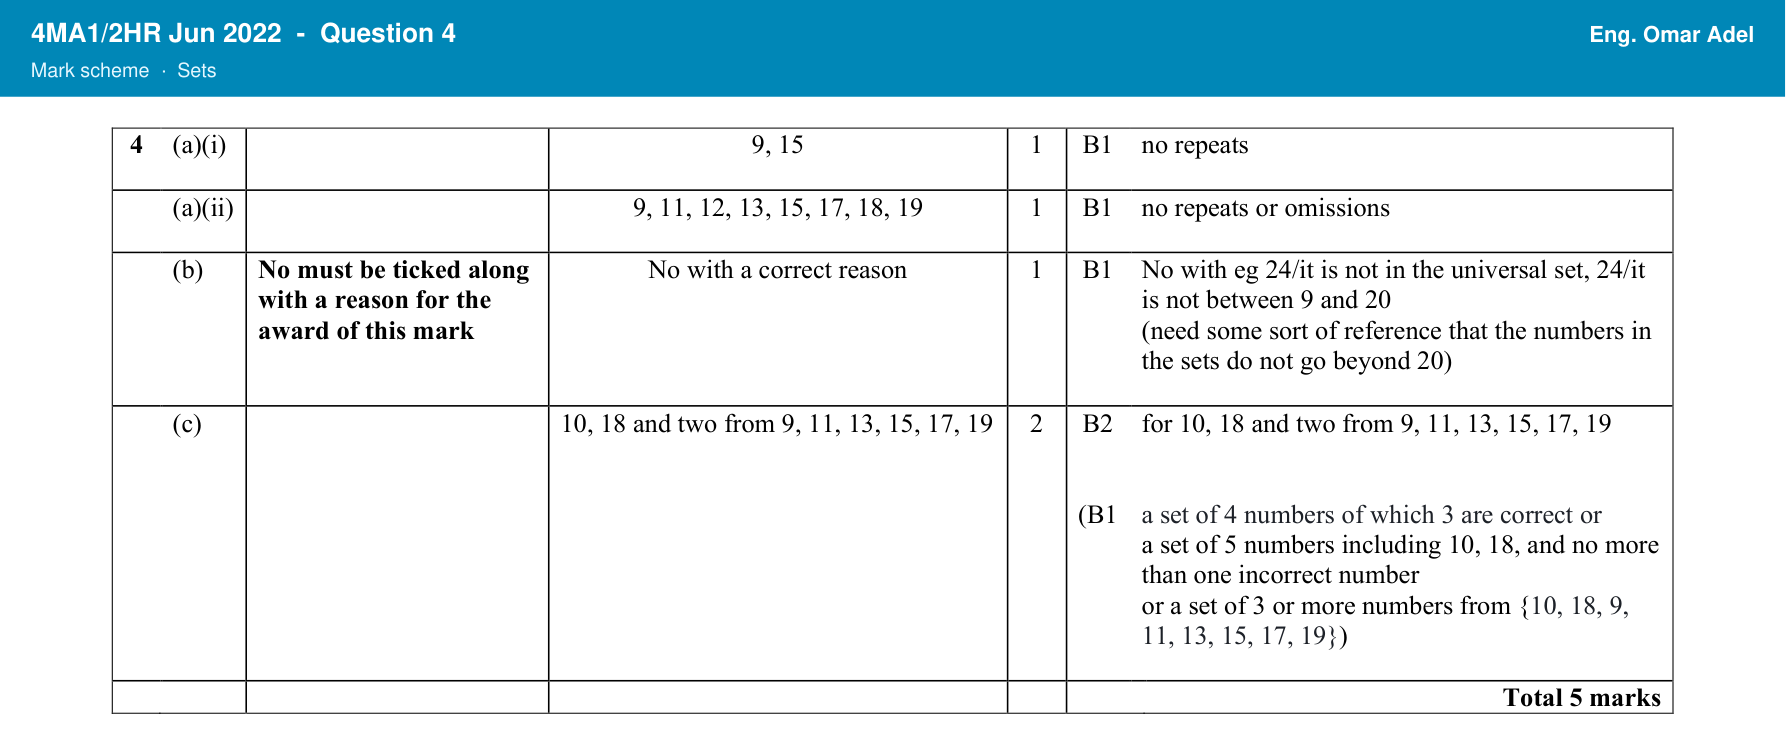 4MA1/2HR Jun 2022 - Question 4
Eng. Omar Adel
Mark scheme · Sets
4 (a)(i) 9, 15 1 B1 no repeats
(a)(ii) 9, 11, 12, 13, 15, 17, 18, 19 1 B1 no repeats or omissions
(b) No must be ticked along No with a correct reason 1 B1 No with eg 24/it is not in the universal set, 24/it
with a reason for the is not between 9 and 20
award of this mark (need some sort of reference that the numbers in
the sets do not go beyond 20)
(c) 10, 18 and two from 9, 11, 13, 15, 17, 19 2 B2 for 10, 18 and two from 9, 11, 13, 15, 17, 19
(B1 a set of 4 numbers of which 3 are correct or
a set of 5 numbers including 10, 18, and no more
than one incorrect number
or a set of 3 or more numbers from {10, 18, 9,
11, 13, 15, 17, 19})
Total 5 marks